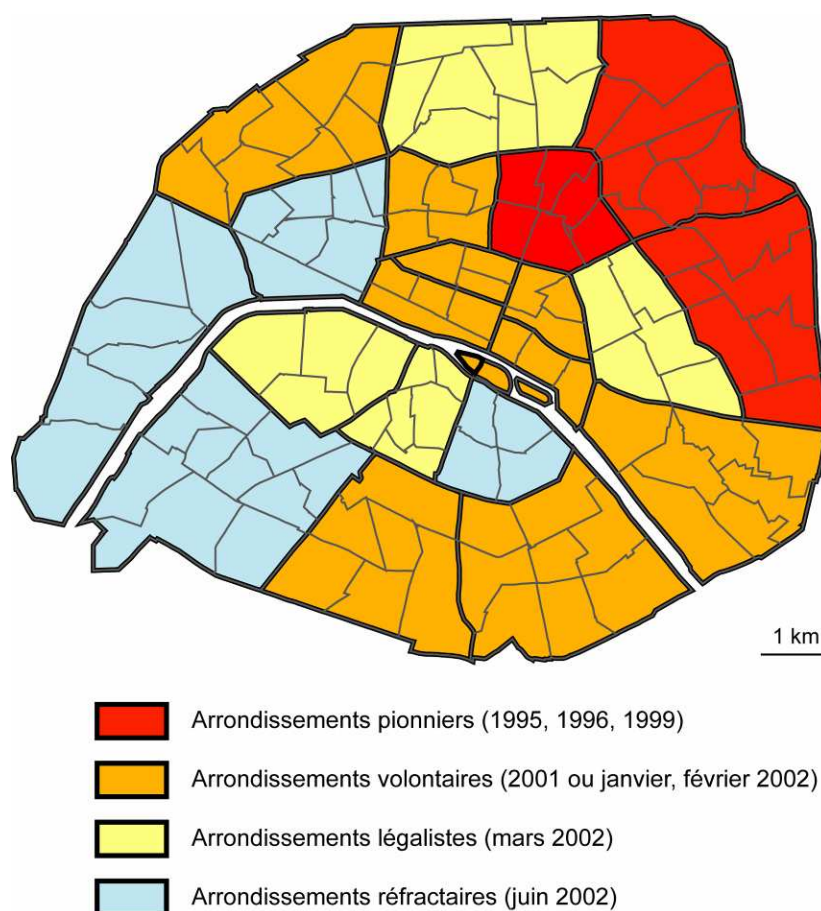 1 km
Arrondissements pionniers (1995, 1996, 1999)
Arrondissements volontaires (2001 ou janvier, février 2002)
Arrondissements légalistes (mars 2002)
Arrondissements réfractaires (juin 2002)